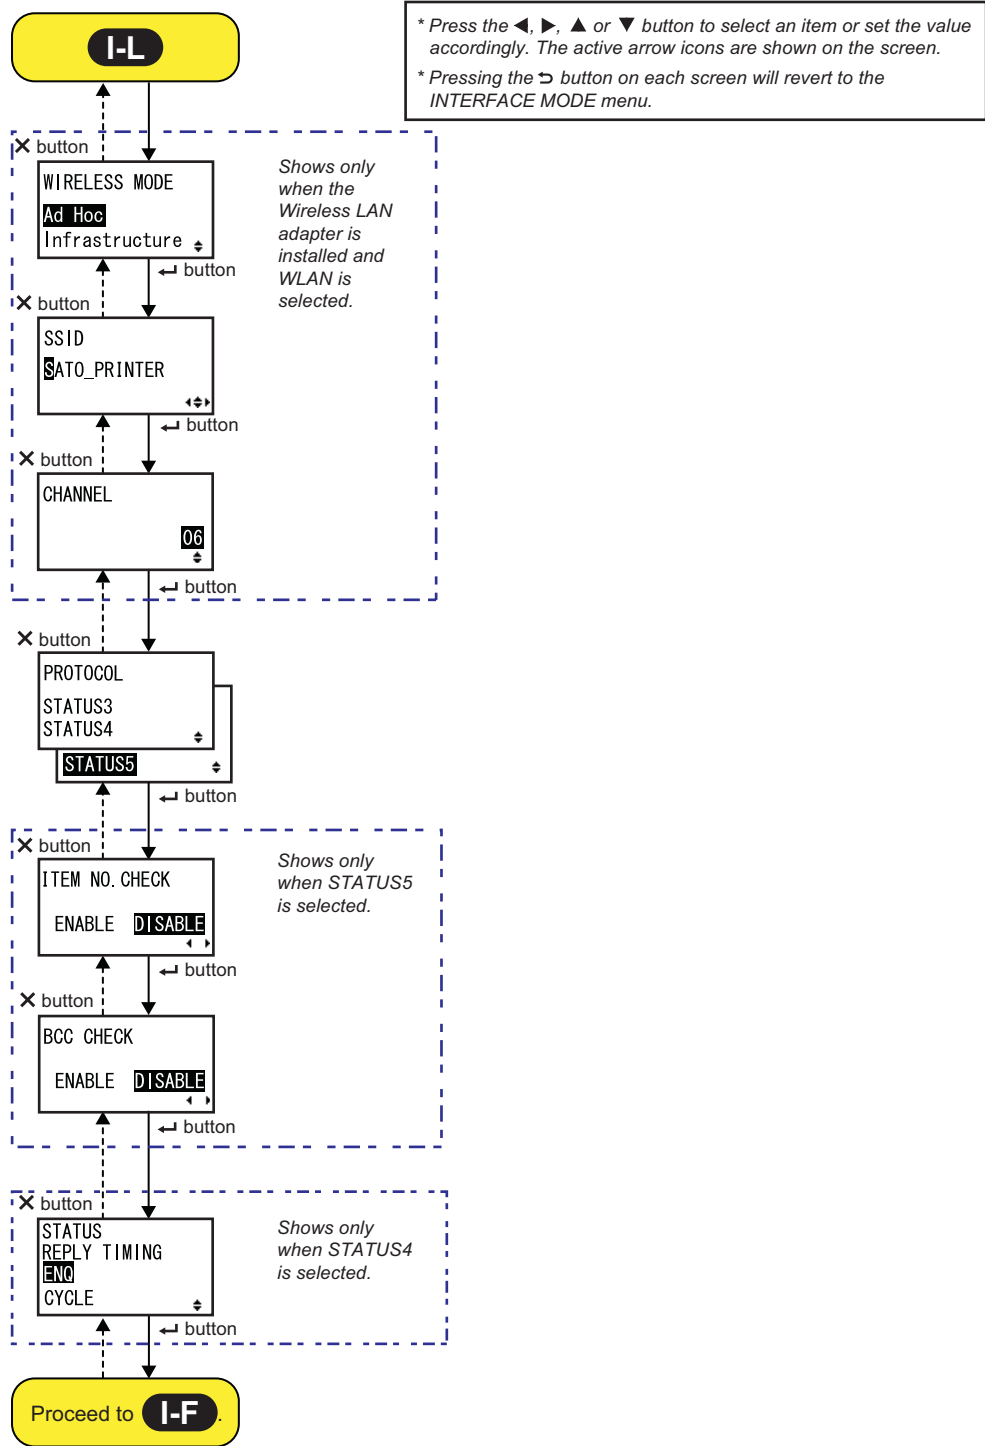 I-L
* Press the ◀, ▶, ▲ or ▼ button to select an item or set the value
accordingly. The active arrow icons are shown on the screen.
* Pressing the ⮌ button on each screen will revert to the
INTERFACE MODE menu.
✕ button
WIRELESS MODE
Ad Hoc
Infrastructure
Shows only
when the
Wireless LAN
adapter is
installed and
WLAN is
selected.
↵ button
✕ button
SSID
SATO_PRINTER
↵ button
✕ button
CHANNEL
06
↵ button
✕ button
PROTOCOL
STATUS3
STATUS4
STATUS5
↵ button
✕ button
ITEM NO.CHECK
ENABLE DISABLE
Shows only
when STATUS5
is selected.
↵ button
✕ button
BCC CHECK
ENABLE DISABLE
↵ button
✕ button
STATUS
REPLY TIMING
ENQ
CYCLE
Shows only
when STATUS4
is selected.
↵ button
Proceed to I-F.